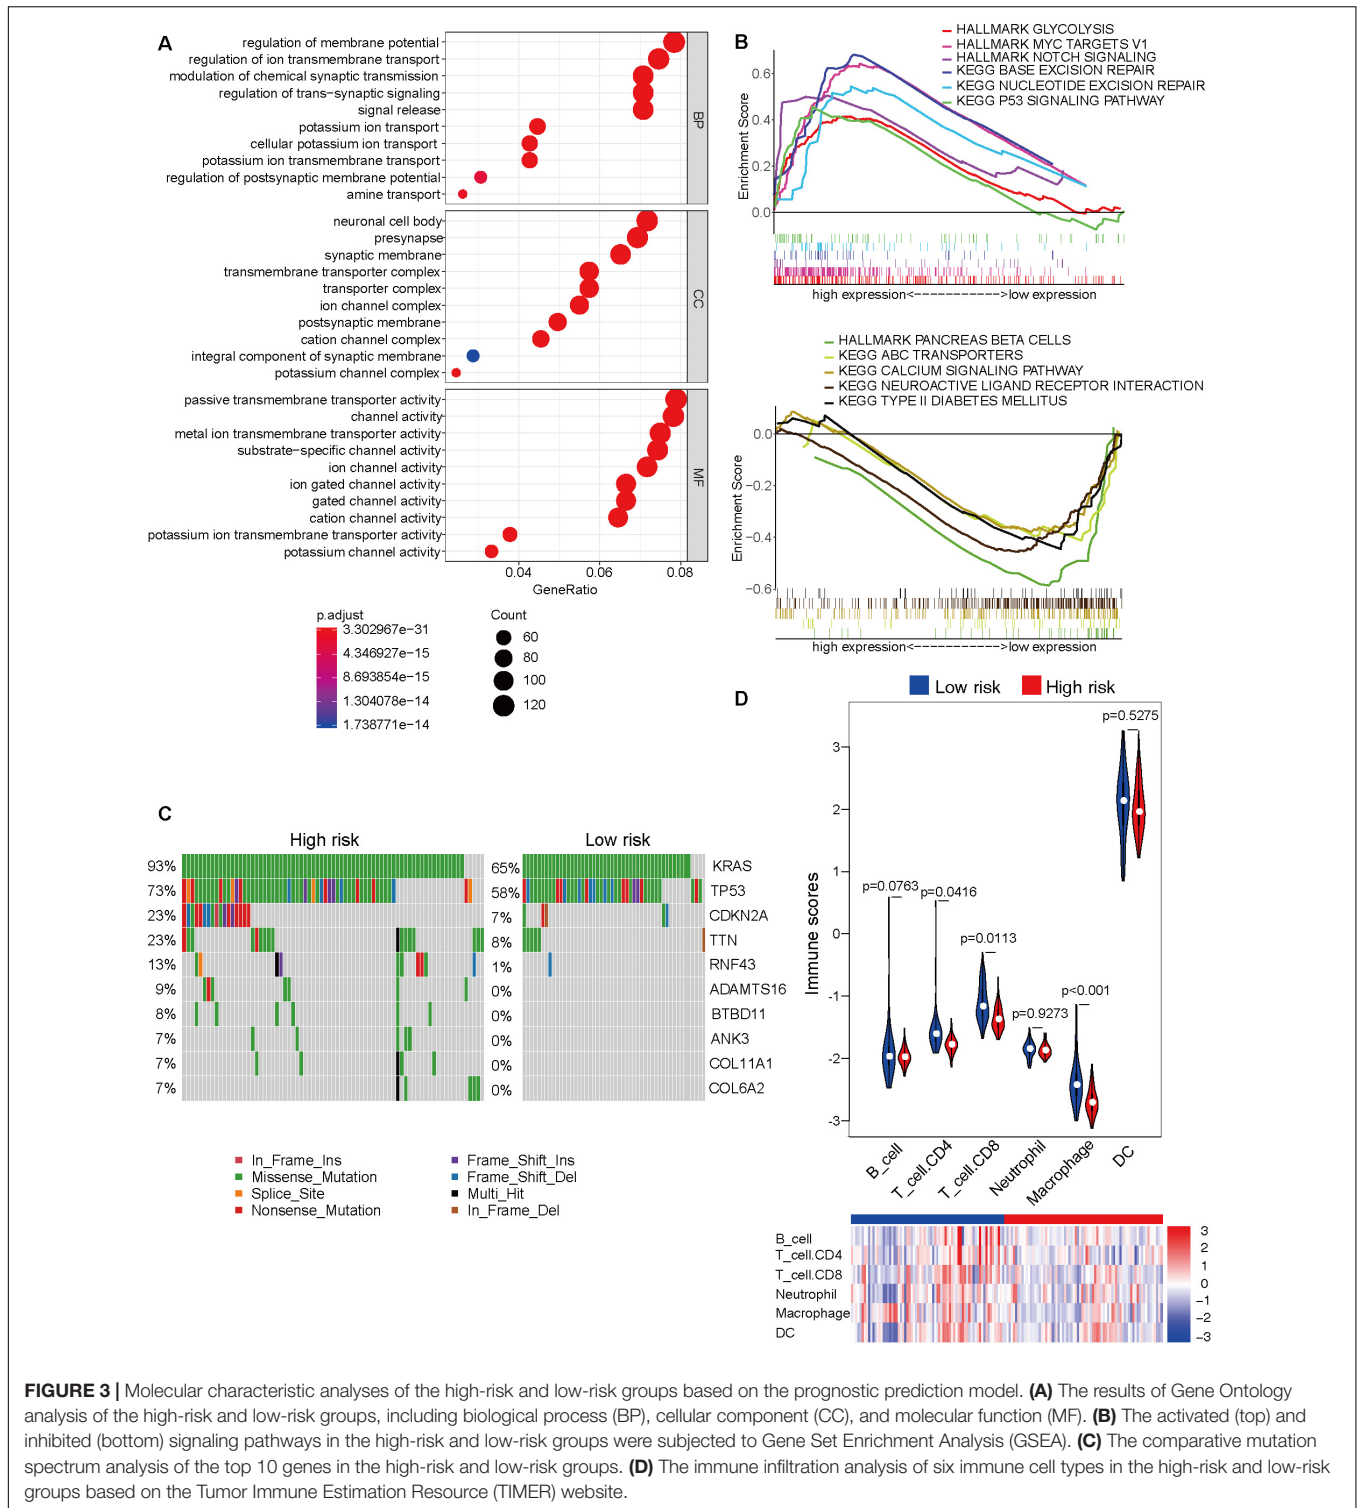 A
regulation of membrane potential
regulation of ion transmembrane transport
modulation of chemical synaptic transmission
regulation of trans−synaptic signaling
signal release
potassium ion transport
cellular potassium ion transport
potassium ion transmembrane transport
regulation of postsynaptic membrane potential
amine transport
BP
neuronal cell body
presynapse
synaptic membrane
transmembrane transporter complex
transporter complex
ion channel complex
postsynaptic membrane
cation channel complex
integral component of synaptic membrane
potassium channel complex
CC
passive transmembrane transporter activity
channel activity
metal ion transmembrane transporter activity
substrate−specific channel activity
ion channel activity
ion gated channel activity
gated channel activity
cation channel activity
potassium ion transmembrane transporter activity
potassium channel activity
MF
0.04 0.06 0.08
GeneRatio
p.adjust
3.302967e−31
4.346927e−15
8.693854e−15
1.304078e−14
1.738771e−14
Count
60
80
100
120
B
HALLMARK GLYCOLYSIS
HALLMARK MYC TARGETS V1
HALLMARK NOTCH SIGNALING
KEGG BASE EXCISION REPAIR
KEGG NUCLEOTIDE EXCISION REPAIR
KEGG P53 SIGNALING PATHWAY
Enrichment Score
0.6
0.4
0.2
0.0
high expression<------------->low expression
HALLMARK PANCREAS BETA CELLS
KEGG ABC TRANSPORTERS
KEGG CALCIUM SIGNALING PATHWAY
KEGG NEUROACTIVE LIGAND RECEPTOR INTERACTION
KEGG TYPE II DIABETES MELLITUS
Enrichment Score
0.0
−0.2
−0.4
−0.6
high expression<------------->low expression
C
High risk Low risk
93% 65% KRAS
73% 58% TP53
23% 7% CDKN2A
23% 8% TTN
13% 1% RNF43
9% 0% ADAMTS16
8% 0% BTBD11
7% 0% ANK3
7% 0% COL11A1
7% 0% COL6A2
In_Frame_Ins
Missense_Mutation
Splice_Site
Nonsense_Mutation
Frame_Shift_Ins
Frame_Shift_Del
Multi_Hit
In_Frame_Del
D
Low risk High risk
Immune scores
3
2
1
0
-1
-2
-3
p=0.0763
p=0.0416
p=0.0113
p=0.9273
p<0.001
p=0.5275
B_cell
T_cell.CD4
T_cell.CD8
Neutrophil
Macrophage
DC
B_cell
T_cell.CD4
T_cell.CD8
Neutrophil
Macrophage
DC
3
2
1
0
−1
−2
−3
FIGURE 3 | Molecular characteristic analyses of the high-risk and low-risk groups based on the prognostic prediction model. (A) The results of Gene Ontology
analysis of the high-risk and low-risk groups, including biological process (BP), cellular component (CC), and molecular function (MF). (B) The activated (top) and
inhibited (bottom) signaling pathways in the high-risk and low-risk groups were subjected to Gene Set Enrichment Analysis (GSEA). (C) The comparative mutation
spectrum analysis of the top 10 genes in the high-risk and low-risk groups. (D) The immune infiltration analysis of six immune cell types in the high-risk and low-risk
groups based on the Tumor Immune Estimation Resource (TIMER) website.